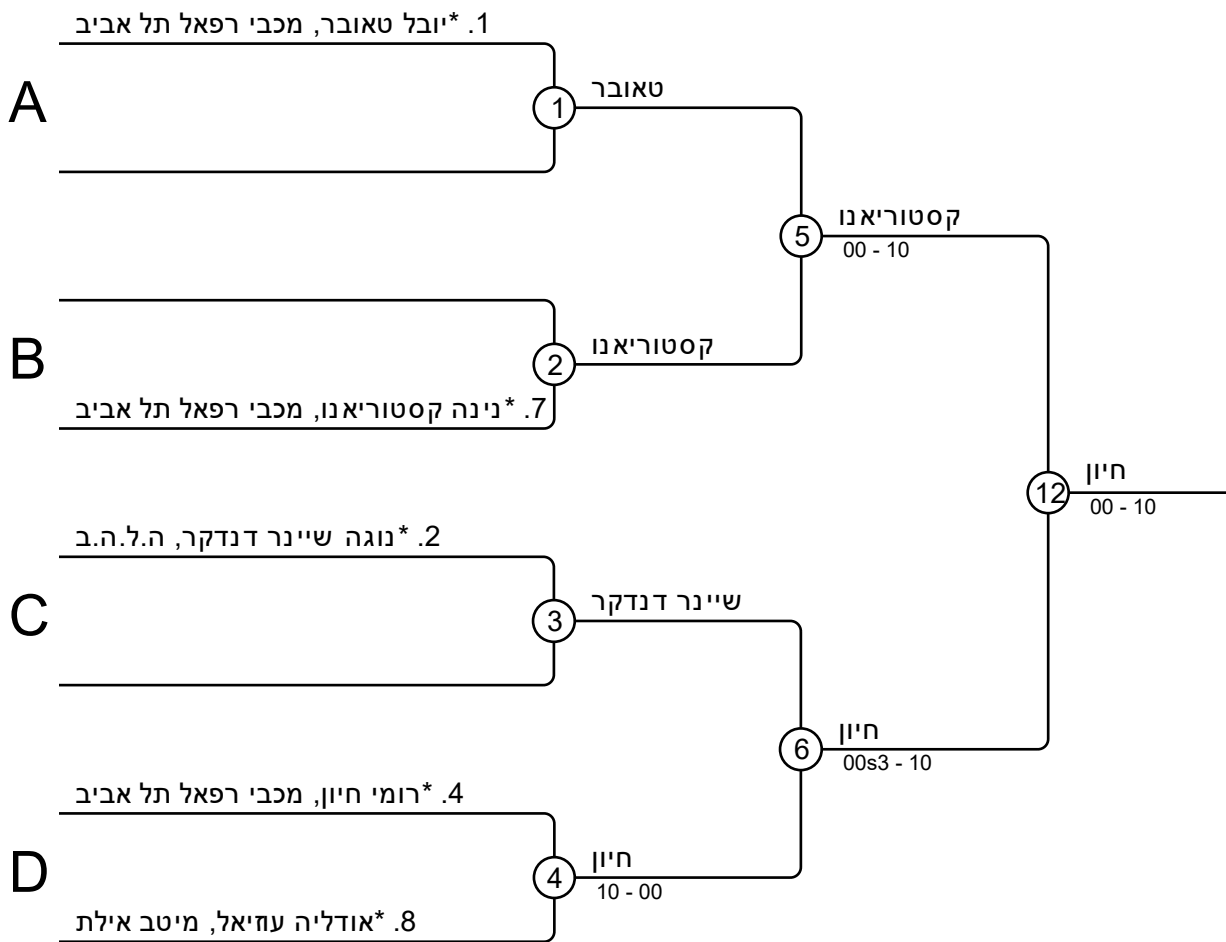 1. *יובל טאובר, מכבי רפאל תל אביב
A
1
טאובר
5
קסטוריאנו
00 - 10
B
2
קסטוריאנו
7. *נינה קסטוריאנו, מכבי רפאל תל אביב
12
חיון
00 - 10
2. *נוגה שיינר דנדקר, ה.ל.ה.ב
C
3
שיינר דנדקר
6
חיון
00s3 - 10
4. *רומי חיון, מכבי רפאל תל אביב
D
4
חיון
10 - 00
8. *אודליה עוזיאל, מיטב אילת